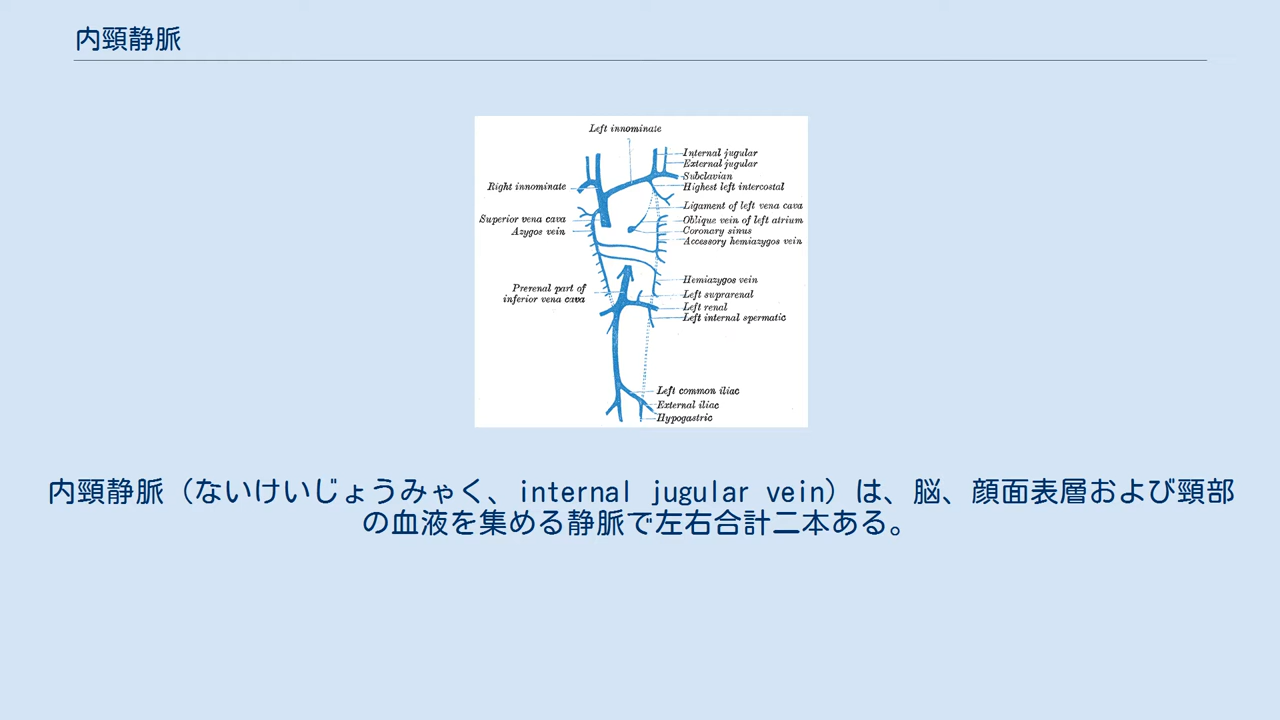 内頸静脈
Left innominate
Internal jugular
External jugular
Subclavian
Right innominate
Highest left intercostal
Ligament of left vena cava
Superior vena cava
Oblique vein of left atrium
Azygos vein
Coronary sinus
Accessory hemiazygos vein
Hemiazygos vein
Prerenal part of
inferior vena cava
Left suprarenal
Left renal
Left internal spermatic
Left common iliac
External iliac
Hypogastric
内頸静脈（ないけいじょうみゃく、internal jugular vein）は、脳、顔面表層および頸部
の血液を集める静脈で左右合計二本ある。